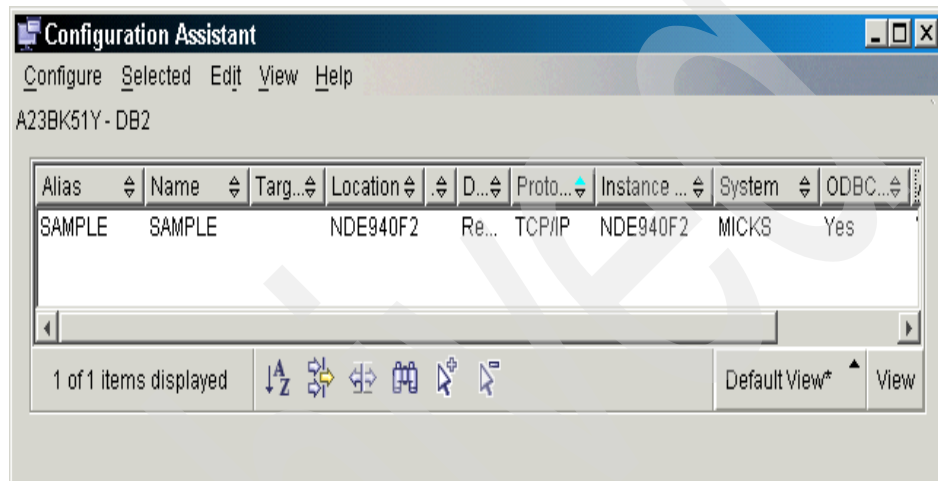 Configuration Assistant
Configure Selected Edit View Help
A23BK51Y - DB2
Alias Name Targ... Location . D... Proto... Instance ... System ODBC...
SAMPLE SAMPLE NDE940F2 Re... TCP/IP NDE940F2 MICKS Yes
1 of 1 items displayed A Z Default View* View